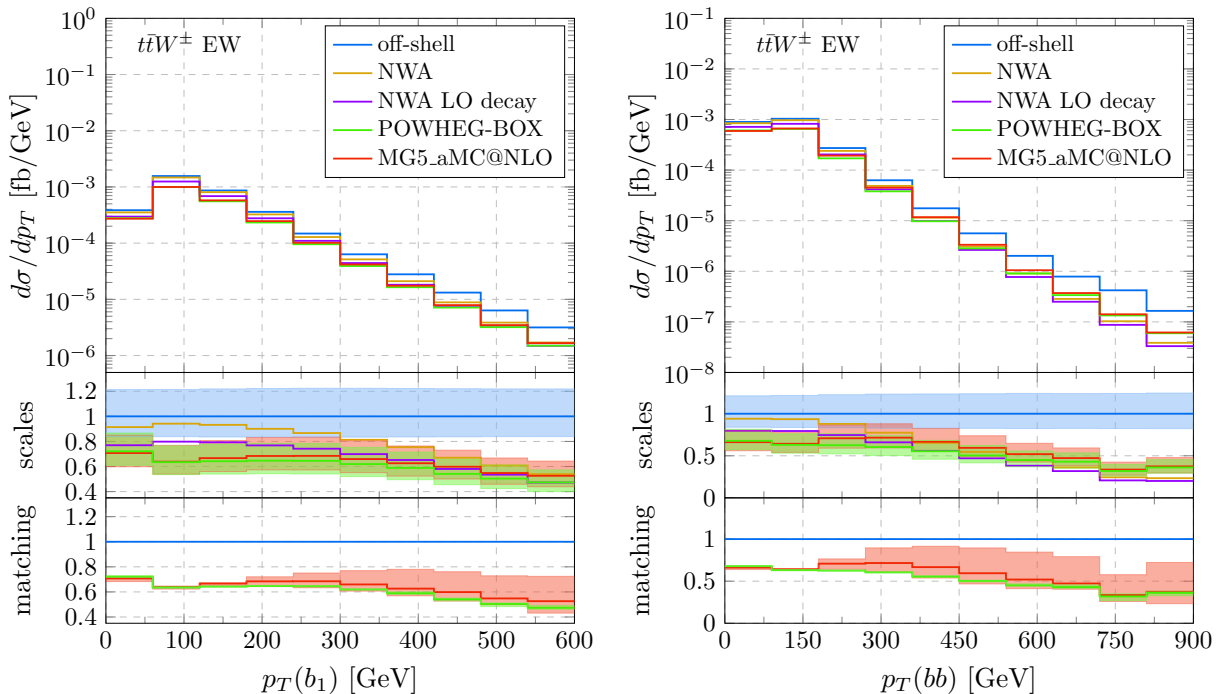 tt̄W± EW
off-shell
NWA
NWA LO decay
POWHEG-BOX
MG5_aMC@NLO
dσ/dp_T [fb/GeV]
10⁰
10⁻¹
10⁻²
10⁻³
10⁻⁴
10⁻⁵
10⁻⁶
scales
1.2
1
0.8
0.6
0.4
matching
1.2
1
0.8
0.6
0.4
0 100 200 300 400 500 600
p_T(b₁) [GeV]
tt̄W± EW
off-shell
NWA
NWA LO decay
POWHEG-BOX
MG5_aMC@NLO
dσ/dp_T [fb/GeV]
10⁰
10⁻¹
10⁻²
10⁻³
10⁻⁴
10⁻⁵
10⁻⁶
10⁻⁷
10⁻⁸
scales
1
0.5
0
matching
1
0.5
0
0 150 300 450 600 750 900
p_T(bb) [GeV]